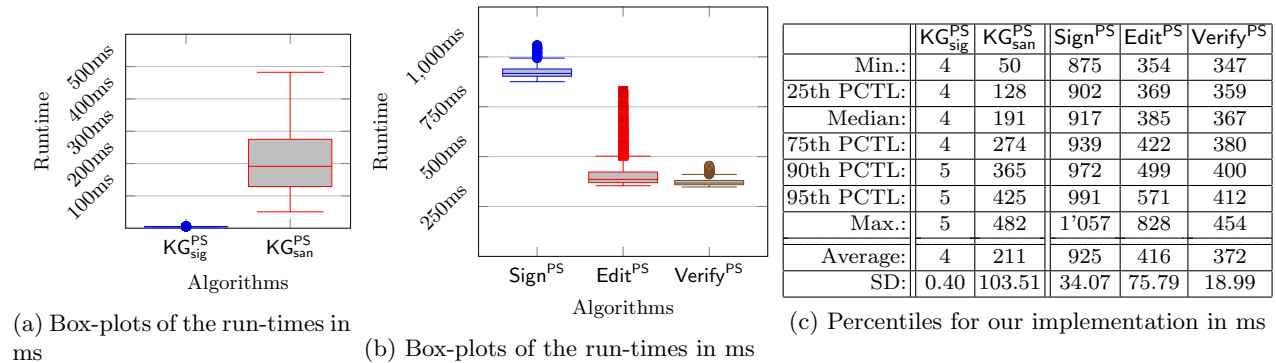 500ms
400ms
300ms
200ms
100ms
Runtime
KG^PS_sig KG^PS_san
Algorithms
(a) Box-plots of the run-times in
ms
1,000ms
750ms
500ms
250ms
Runtime
Sign^PS Edit^PS Verify^PS
Algorithms
(b) Box-plots of the run-times in ms
KG^PS_sig KG^PS_san Sign^PS Edit^PS Verify^PS
Min.: 4 50 875 354 347
25th PCTL: 4 128 902 369 359
Median: 4 191 917 385 367
75th PCTL: 4 274 939 422 380
90th PCTL: 5 365 972 499 400
95th PCTL: 5 425 991 571 412
Max.: 5 482 1'057 828 454
Average: 4 211 925 416 372
SD: 0.40 103.51 34.07 75.79 18.99
(c) Percentiles for our implementation in ms